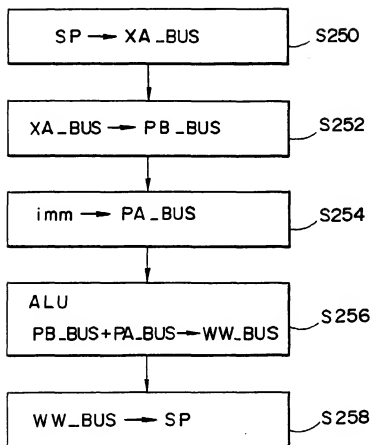 SP → XA_BUS
S250
XA_BUS → PB_BUS
S252
imm → PA_BUS
S254
ALU
PB_BUS+PA_BUS→WW_BUS
S256
WW_BUS → SP
S258